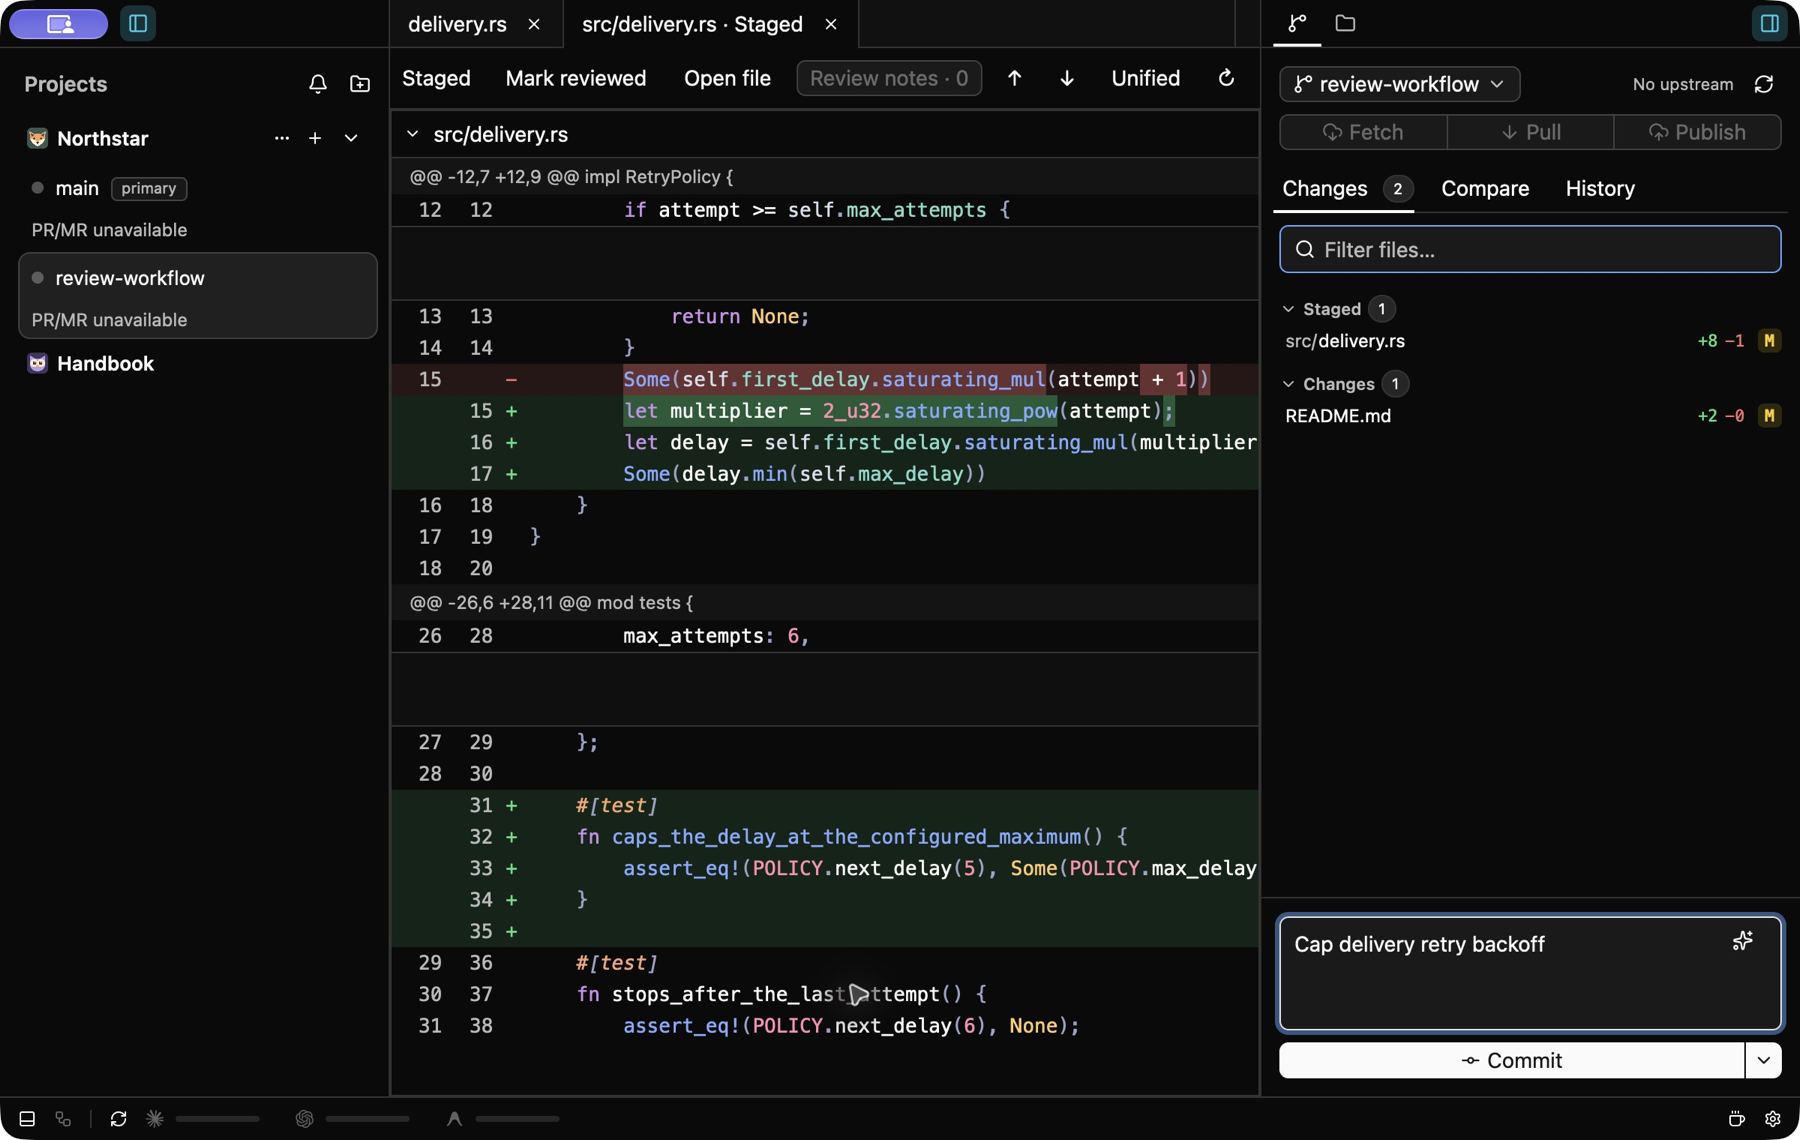 delivery.rs
src/delivery.rs · Staged
Projects
Northstar
main primary
PR/MR unavailable
review-workflow
PR/MR unavailable
Handbook
Staged Mark reviewed Open file Review notes · 0 Unified
src/delivery.rs
@@ -12,7 +12,9 @@ impl RetryPolicy {
12 12 if attempt >= self.max_attempts {
13 13 return None;
14 14 }
15 − Some(self.first_delay.saturating_mul(attempt + 1))
15 + let multiplier = 2_u32.saturating_pow(attempt);
16 + let delay = self.first_delay.saturating_mul(multiplier
17 + Some(delay.min(self.max_delay))
16 18 }
17 19 }
18 20
@@ -26,6 +28,11 @@ mod tests {
26 28 max_attempts: 6,
27 29 };
28 30
31 + #[test]
32 + fn caps_the_delay_at_the_configured_maximum() {
33 + assert_eq!(POLICY.next_delay(5), Some(POLICY.max_delay
34 + }
35 +
29 36 #[test]
30 37 fn stops_after_the_last_attempt() {
31 38 assert_eq!(POLICY.next_delay(6), None);
review-workflow No upstream
Fetch Pull Publish
Changes 2 Compare History
Filter files...
Staged 1
src/delivery.rs +8 −1 M
Changes 1
README.md +2 −0 M
Cap delivery retry backoff
Commit